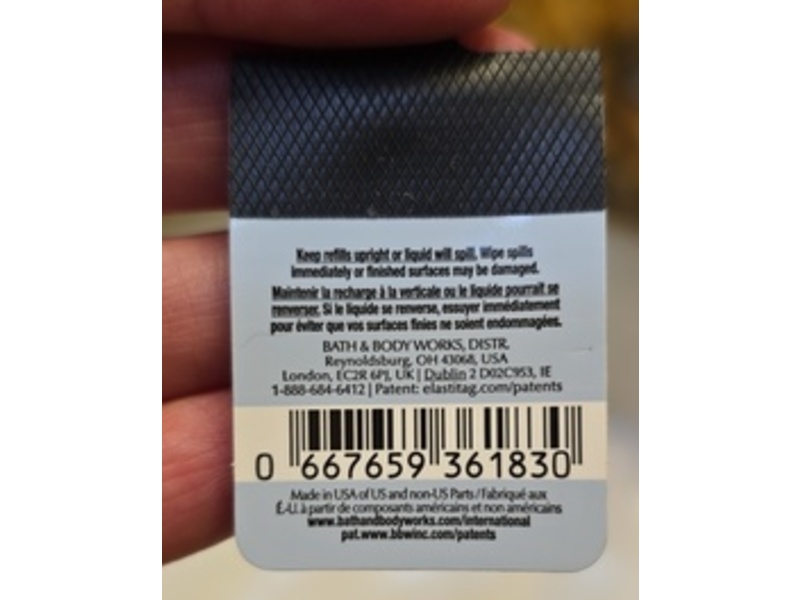 Keep refills upright or liquid will spill. Wipe spills
immediately or finished surfaces may be damaged.
Maintenir la recharge à la verticale ou le liquide pourrait se
renverser. Si le liquide se renverse, essuyer immédiatement
pour éviter que vos surfaces finies ne soient endommagées.
BATH & BODY WORKS, DISTR.
Reynoldsburg, OH 43068, USA
London, EC2R 6PJ, UK | Dublin 2 D02C953, IE
1-888-684-6412 | Patent: elastitag.com/patents
0 667659 361830
Made in USA of US and non-US Parts / Fabriqué aux
É.-U. à partir de composants américains et non américains
www.bathandbodyworks.com/international
pat.www.bbwinc.com/patents